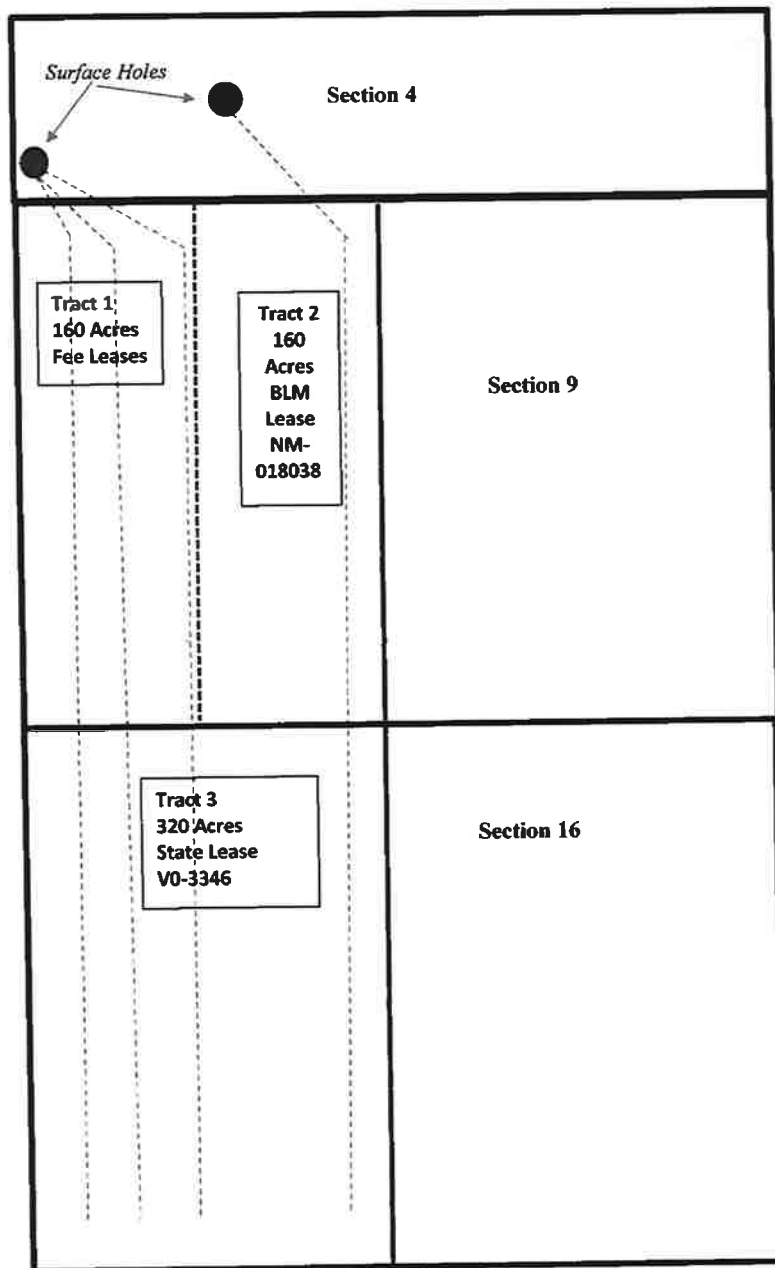 Surface Holes
Section 4
Tract 1
160 Acres
Fee Leases
Tract 2
160
Acres
BLM
Lease
NM-
018038
Section 9
Tract 3
320 Acres
State Lease
V0-3346
Section 16